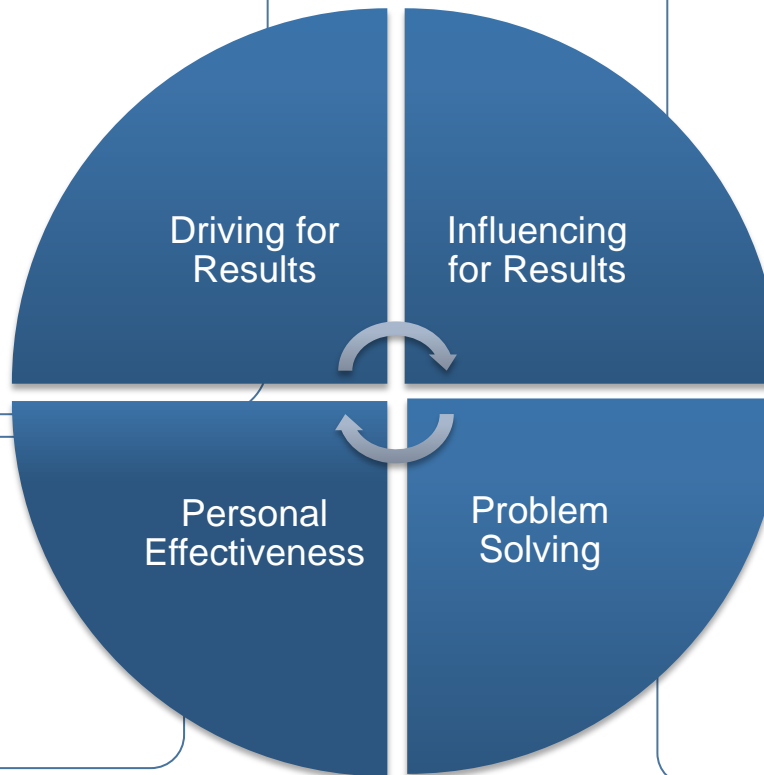 Driving for
Results
Influencing
for Results
Personal
Effectiveness
Problem
Solving